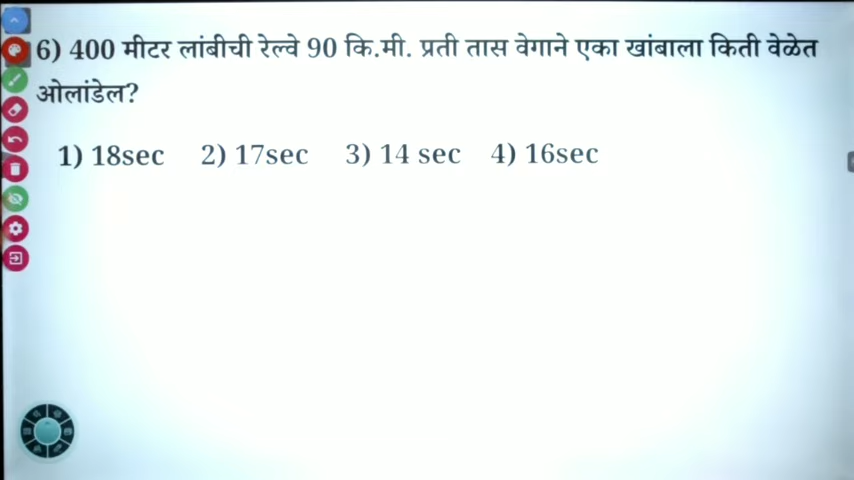 6) 400 मीटर लांबीची रेल्वे 90 कि.मी. प्रती तास वेगाने एका खांबाला किती वेळेत
ओलांडेल?
1) 18sec 2) 17sec 3) 14 sec 4) 16sec